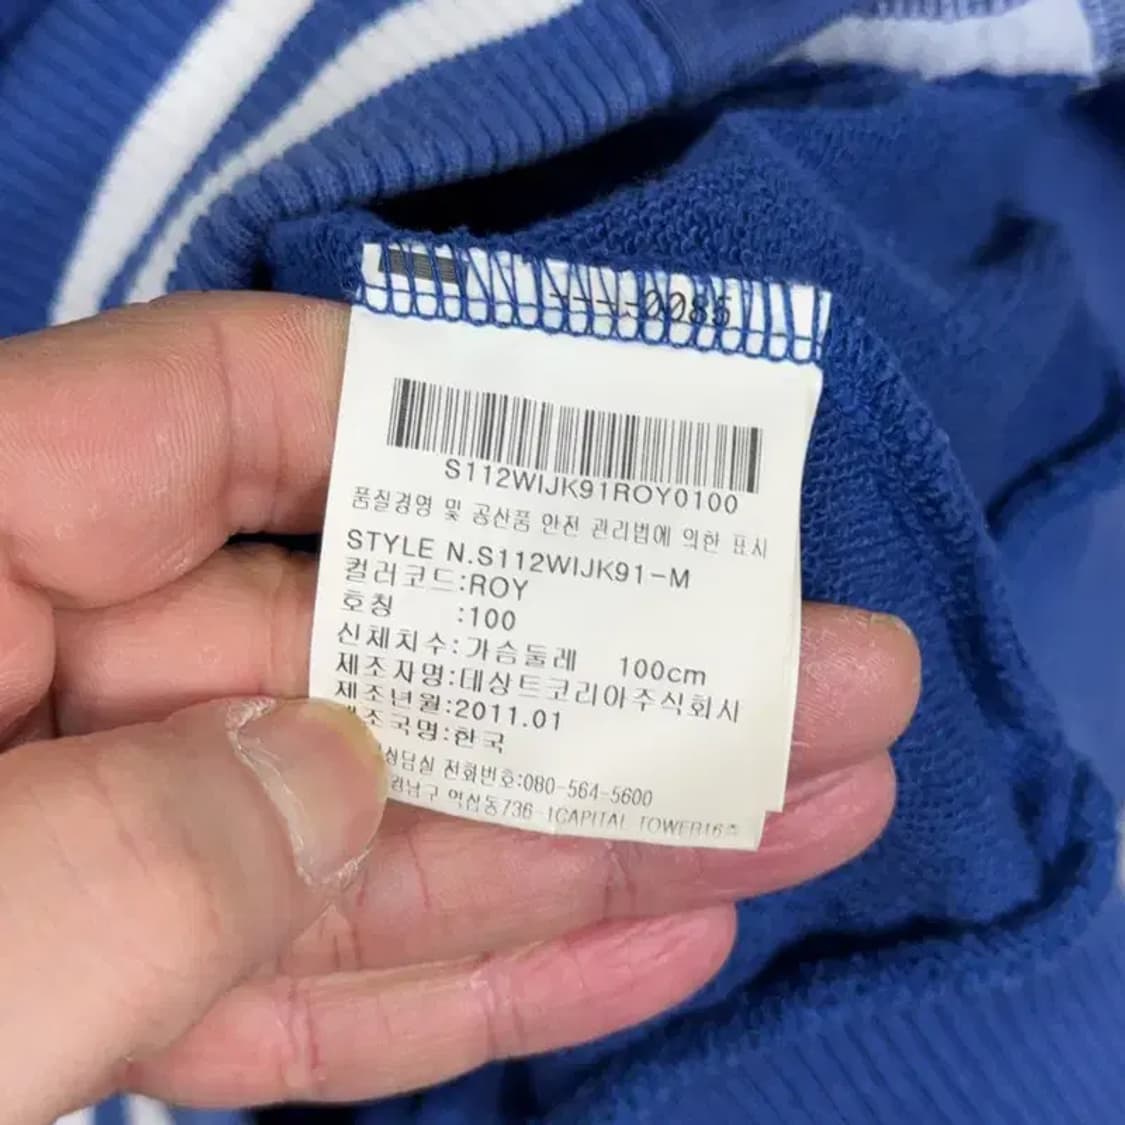 0085
S112WIJK91ROY0100
품질경영 및 공산품 안전 관리법에 의한 표시
STYLE N.S112WIJK91-M
컬러코드:ROY
호칭 :100
신체치수:가슴둘레 100cm
제조자명:데상트코리아주식회사
제조년월:2011.01
제조국명:한국
전화번호:080-564-5600
역삼동736-1CAPITAL TOWER16층